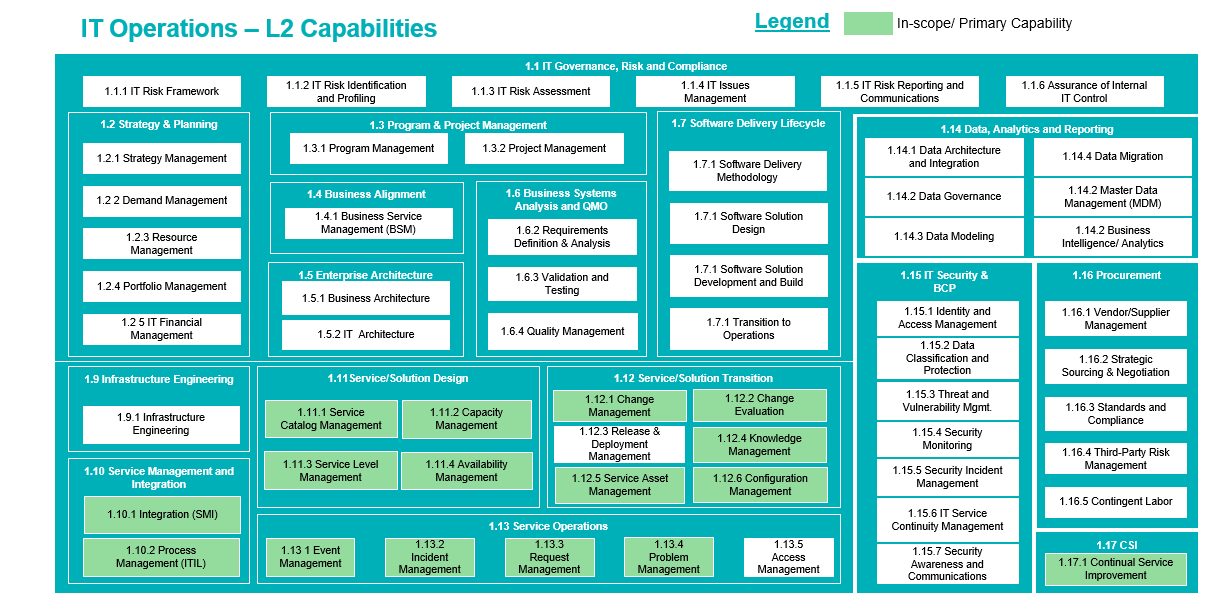 IT Operations – L2 Capabilities
Legend
In-scope/ Primary Capability
1.1 IT Governance, Risk and Compliance
1.1.1 IT Risk Framework
1.1.2 IT Risk Identification
and Profiling
1.1.3 IT Risk Assessment
1.1.4 IT Issues
Management
1.1.5 IT Risk Reporting and
Communications
1.1.6 Assurance of Internal
IT Control
1.2 Strategy & Planning
1.2.1 Strategy Management
1.2 2 Demand Management
1.2.3 Resource
Management
1.2.4 Portfolio Management
1.2 5 IT Financial
Management
1.3 Program & Project Management
1.3.1 Program Management
1.3.2 Project Management
1.4 Business Alignment
1.4.1 Business Service
Management (BSM)
1.5 Enterprise Architecture
1.5.1 Business Architecture
1.5.2 IT Architecture
1.6 Business Systems
Analysis and QMO
1.6.2 Requirements
Definition & Analysis
1.6.3 Validation and
Testing
1.6.4 Quality Management
1.7 Software Delivery Lifecycle
1.7.1 Software Delivery
Methodology
1.7.1 Software Solution
Design
1.7.1 Software Solution
Development and Build
1.7.1 Transition to
Operations
1.14 Data, Analytics and Reporting
1.14.1 Data Architecture
and Integration
1.14.4 Data Migration
1.14.2 Data Governance
1.14.2 Master Data
Management (MDM)
1.14.3 Data Modeling
1.14.2 Business
Intelligence/ Analytics
1.15 IT Security &
BCP
1.15.1 Identity and
Access Management
1.15.2 Data
Classification and
Protection
1.15.3 Threat and
Vulnerability Mgmt.
1.15.4 Security
Monitoring
1.15.5 Security Incident
Management
1.15.6 IT Service
Continuity Management
1.15.7 Security
Awareness and
Communications
1.16 Procurement
1.16.1 Vendor/Supplier
Management
1.16.2 Strategic
Sourcing & Negotiation
1.16.3 Standards and
Compliance
1.16.4 Third-Party Risk
Management
1.16.5 Contingent Labor
1.17 CSI
1.17.1 Continual Service
Improvement
1.9 Infrastructure Engineering
1.9.1 Infrastructure
Engineering
1.10 Service Management and
Integration
1.10.1 Integration (SMI)
1.10.2 Process
Management (ITIL)
1.11Service/Solution Design
1.11.1 Service
Catalog Management
1.11.2 Capacity
Management
1.11.3 Service Level
Management
1.11.4 Availability
Management
1.12 Service/Solution Transition
1.12.1 Change
Management
1.12.2 Change
Evaluation
1.12.3 Release &
Deployment
Management
1.12.4 Knowledge
Management
1.12.5 Service Asset
Management
1.12.6 Configuration
Management
1.13 Service Operations
1.13 1 Event
Management
1.13.2
Incident
Management
1.13.3
Request
Management
1.13.4
Problem
Management
1.13.5
Access
Management